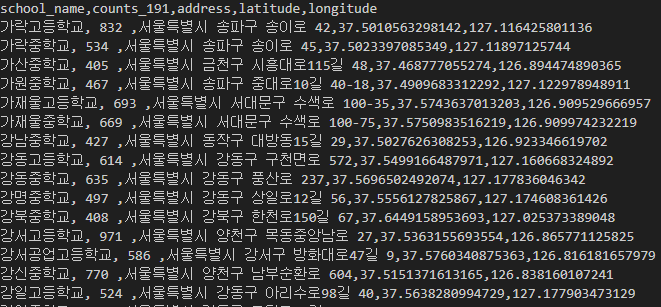 school_name,counts_191,address,latitude,longitude
가락고등학교, 832 ,서울특별시 송파구 송이로 42,37.5010563298142,127.116425801136
가락중학교, 534 ,서울특별시 송파구 송이로 45,37.5023397085349,127.11897125744
가산중학교, 405 ,서울특별시 금천구 시흥대로115길 48,37.468777055274,126.894474890365
가원중학교, 467 ,서울특별시 송파구 중대로10길 40-18,37.4909683312292,127.122978948911
가재울고등학교, 693 ,서울특별시 서대문구 수색로 100-35,37.5743637013203,126.909529666957
가재울중학교, 669 ,서울특별시 서대문구 수색로 100-75,37.5750983516219,126.909974232219
강남중학교, 427 ,서울특별시 동작구 대방동15길 29,37.5027626308253,126.923346619702
강동고등학교, 614 ,서울특별시 강동구 구천면로 572,37.5499166487971,127.160668324892
강동중학교, 635 ,서울특별시 강동구 풍산로 237,37.5696502492074,127.177836046342
강명중학교, 497 ,서울특별시 강동구 상일로12길 56,37.5556127825867,127.174608361426
강북중학교, 408 ,서울특별시 강북구 한천로150길 67,37.6449158953693,127.025373389048
강서고등학교, 971 ,서울특별시 양천구 목동중앙남로 27,37.5363155693554,126.865771125825
강서공업고등학교, 586 ,서울특별시 강서구 방화대로47길 9,37.5760340875363,126.816181657979
강신중학교, 770 ,서울특별시 양천구 남부순환로 604,37.5151371613165,126.838160107241
강일고등학교, 524 ,서울특별시 강동구 아리수로98길 40,37.5638280994729,127.177903473129